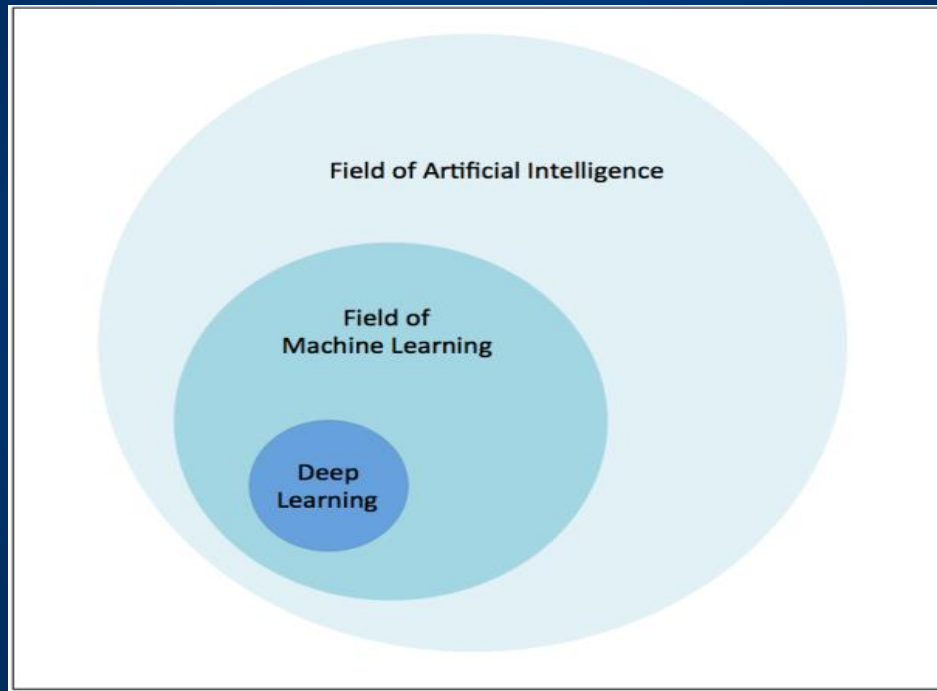 Field of Artificial Intelligence
Field of
Machine Learning
Deep
Learning